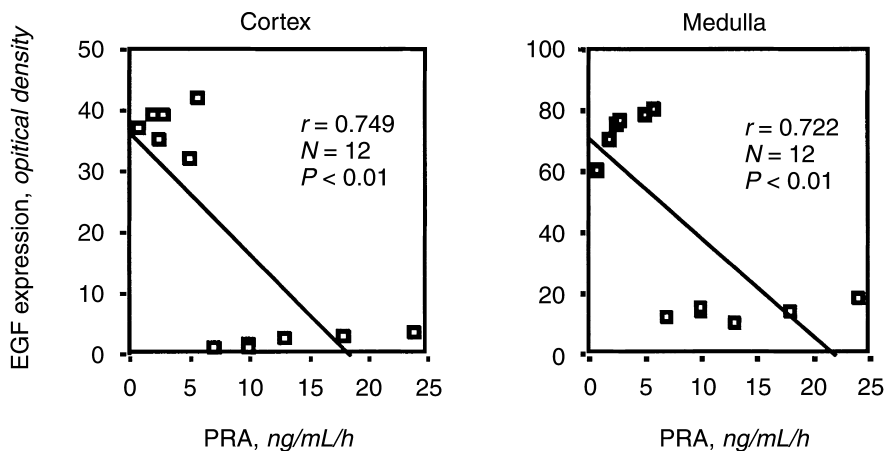 Cortex
EGF expression, opitical density
50
40
30
20
10
0
r = 0.749
N = 12
P < 0.01
0 5 10 15 20 25
PRA, ng/mL/h
Medulla
100
80
60
40
20
0
r = 0.722
N = 12
P < 0.01
0 5 10 15 20 25
PRA, ng/mL/h